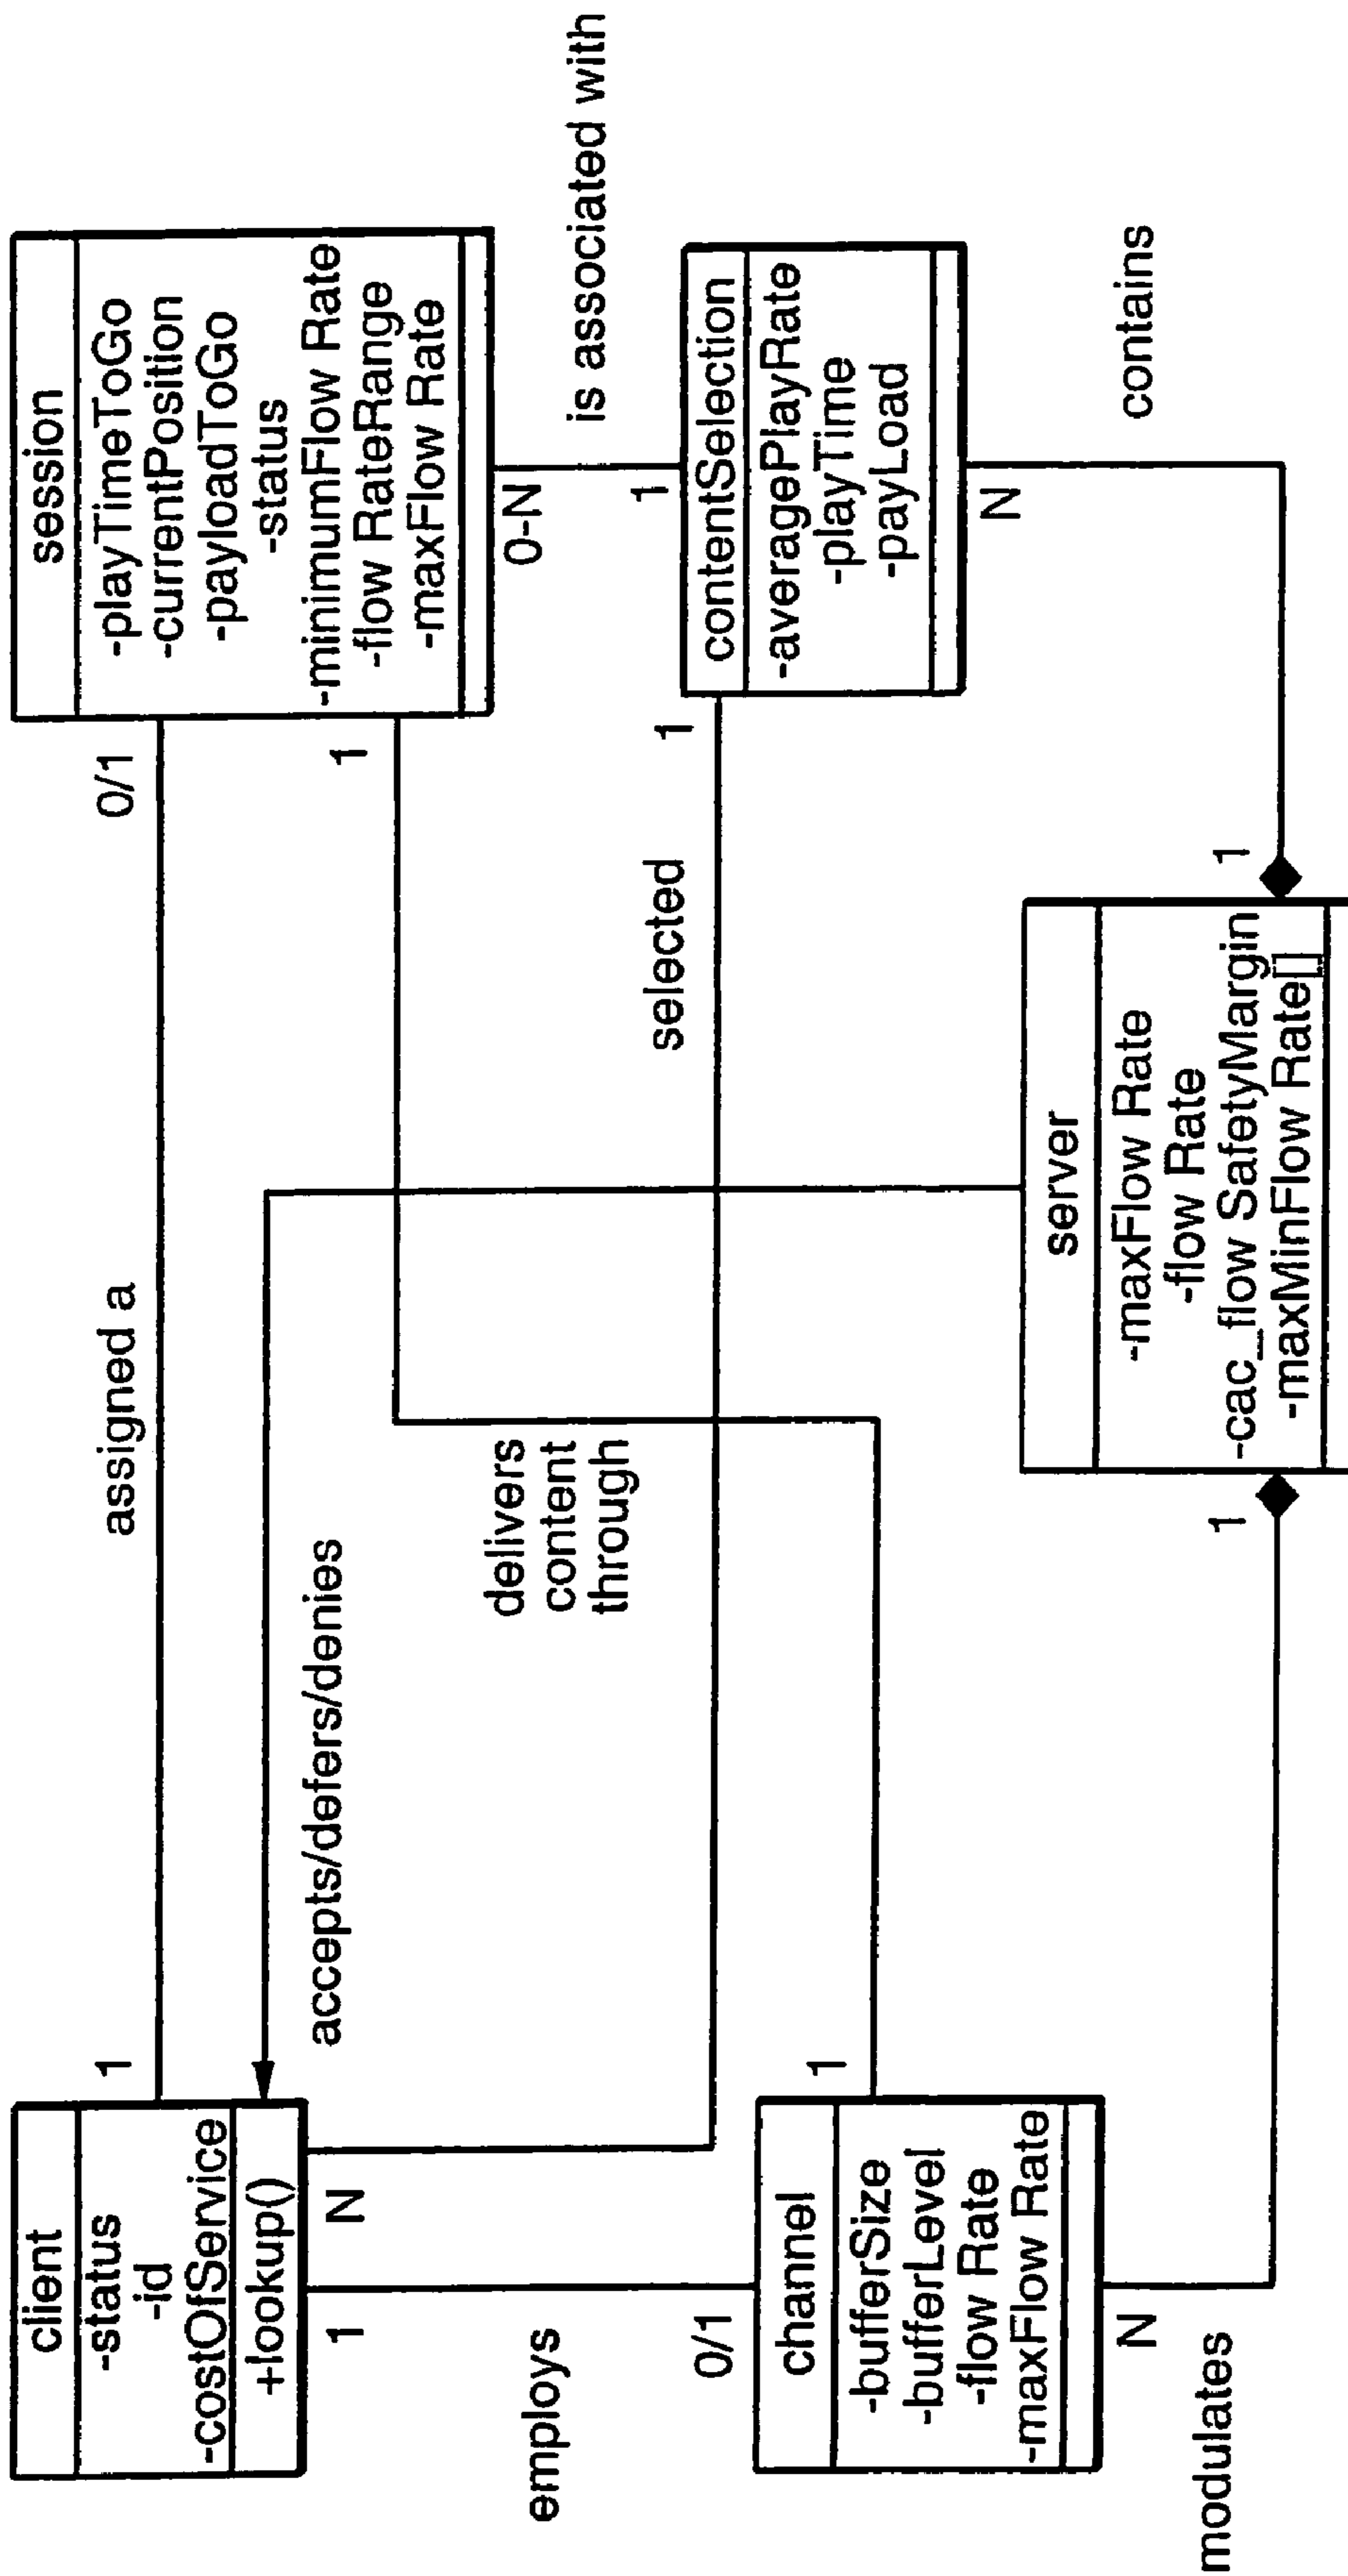 client
-status
-id
-costOfService
+lookup()
1
assigned a
0/1
session
-playTimeToGo
-currentPosition
-payloadToGo
-status
-minimumFlow Rate
-flow RateRange
-maxFlow Rate
1
N
accepts/defers/denies
1
0-N
is associated with
employs
delivers
content
through
selected
1
1
0/1
contentSelection
-averagePlayRate
-playTime
-payLoad
channel
-bufferSize
-bufferLevel
-flow Rate
-maxFlow Rate
1
N
contains
server
-maxFlow Rate
-flow Rate
-cac_flow SafetyMargin
-maxMinFlow Rate[]
N
modulates
1
1